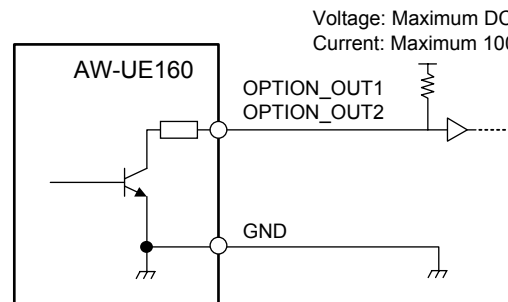 Voltage: Maximum DC
Current: Maximum 100
AW-UE160
OPTION_OUT1
OPTION_OUT2
GND